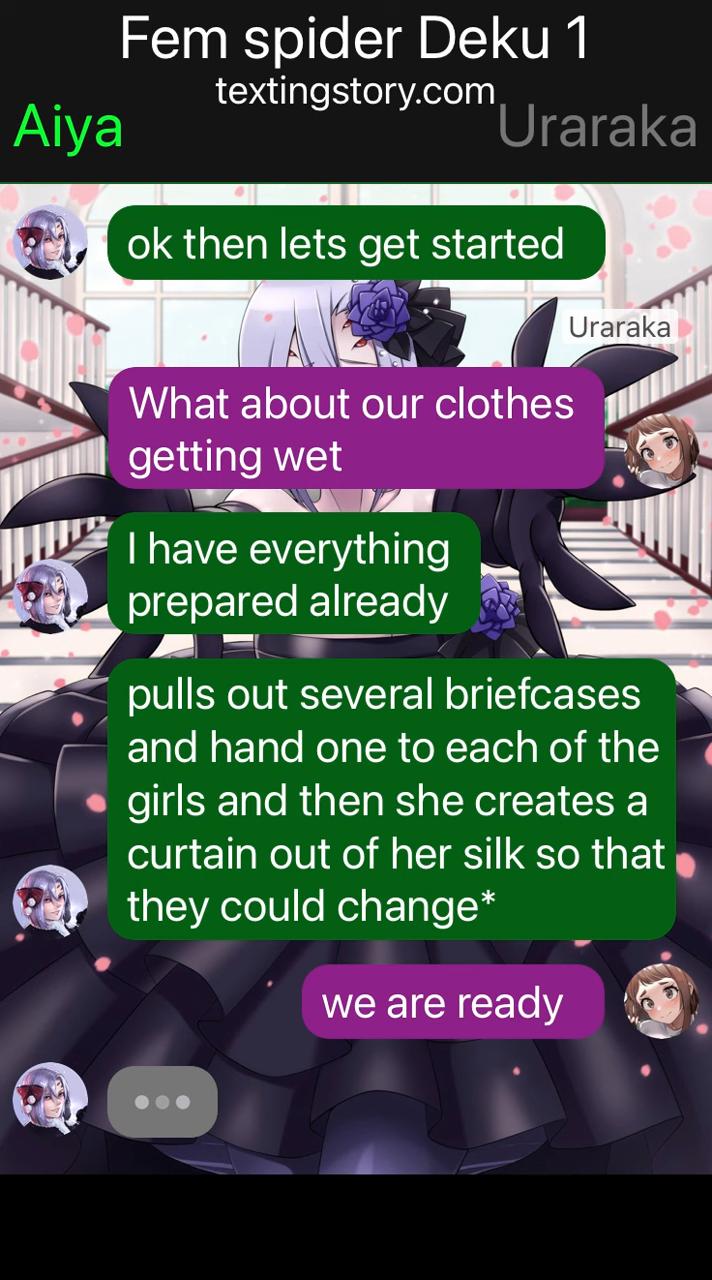 Fem spider Deku 1
textingstory.com
Aiya
Uraraka
ok then lets get started
Uraraka
What about our clothes
getting wet
I have everything
prepared already
pulls out several briefcases
and hand one to each of the
girls and then she creates a
curtain out of her silk so that
they could change*
we are ready